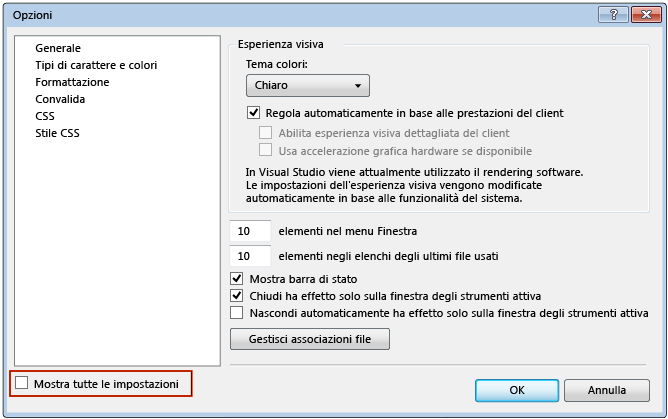 Opzioni
Generale
Tipi di carattere e colori
Formattazione
Convalida
CSS
Stile CSS
Mostra tutte le impostazioni
Esperienza visiva
Tema colori:
Chiaro
Regola automaticamente in base alle prestazioni del client
Abilita esperienza visiva dettagliata del client
Usa accelerazione grafica hardware se disponibile
In Visual Studio viene attualmente utilizzato il rendering software.
Le impostazioni dell'esperienza visiva vengono modificate
automaticamente in base alle funzionalità del sistema.
10 elementi nel menu Finestra
10 elementi negli elenchi degli ultimi file usati
Mostra barra di stato
Chiudi ha effetto solo sulla finestra degli strumenti attiva
Nascondi automaticamente ha effetto solo sulla finestra degli strumenti attiva
Gestisci associazioni file
OK Annulla